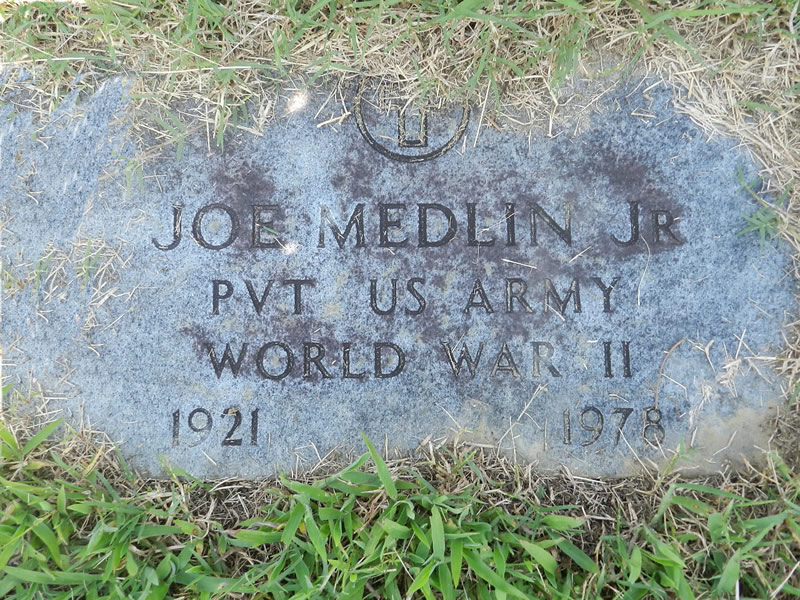 JOE MEDLIN JR
PVT US ARMY
WORLD WAR II
1921 1978